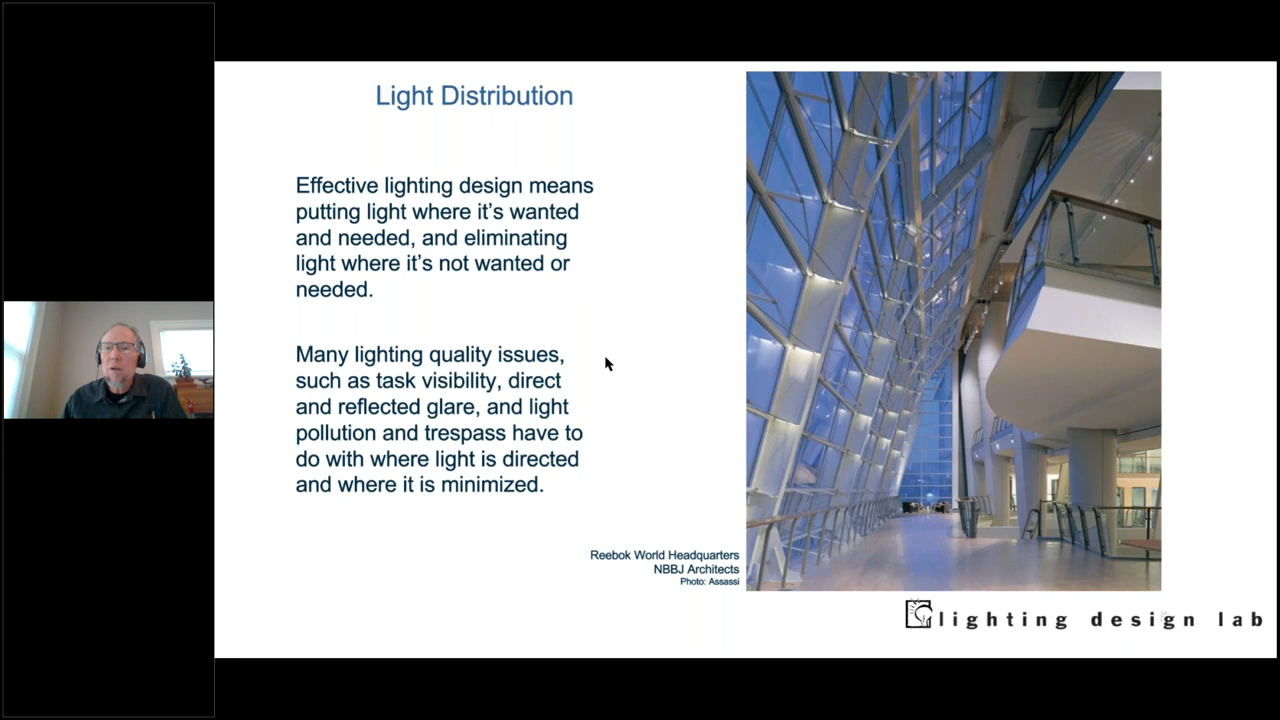 Light Distribution
Effective lighting design means
putting light where it’s wanted
and needed, and eliminating
light where it’s not wanted or
needed.
Many lighting quality issues,
such as task visibility, direct
and reflected glare, and light
pollution and trespass have to
do with where light is directed
and where it is minimized.
Reebok World Headquarters
NBBJ Architects
Photo: Assassi
lighting design lab